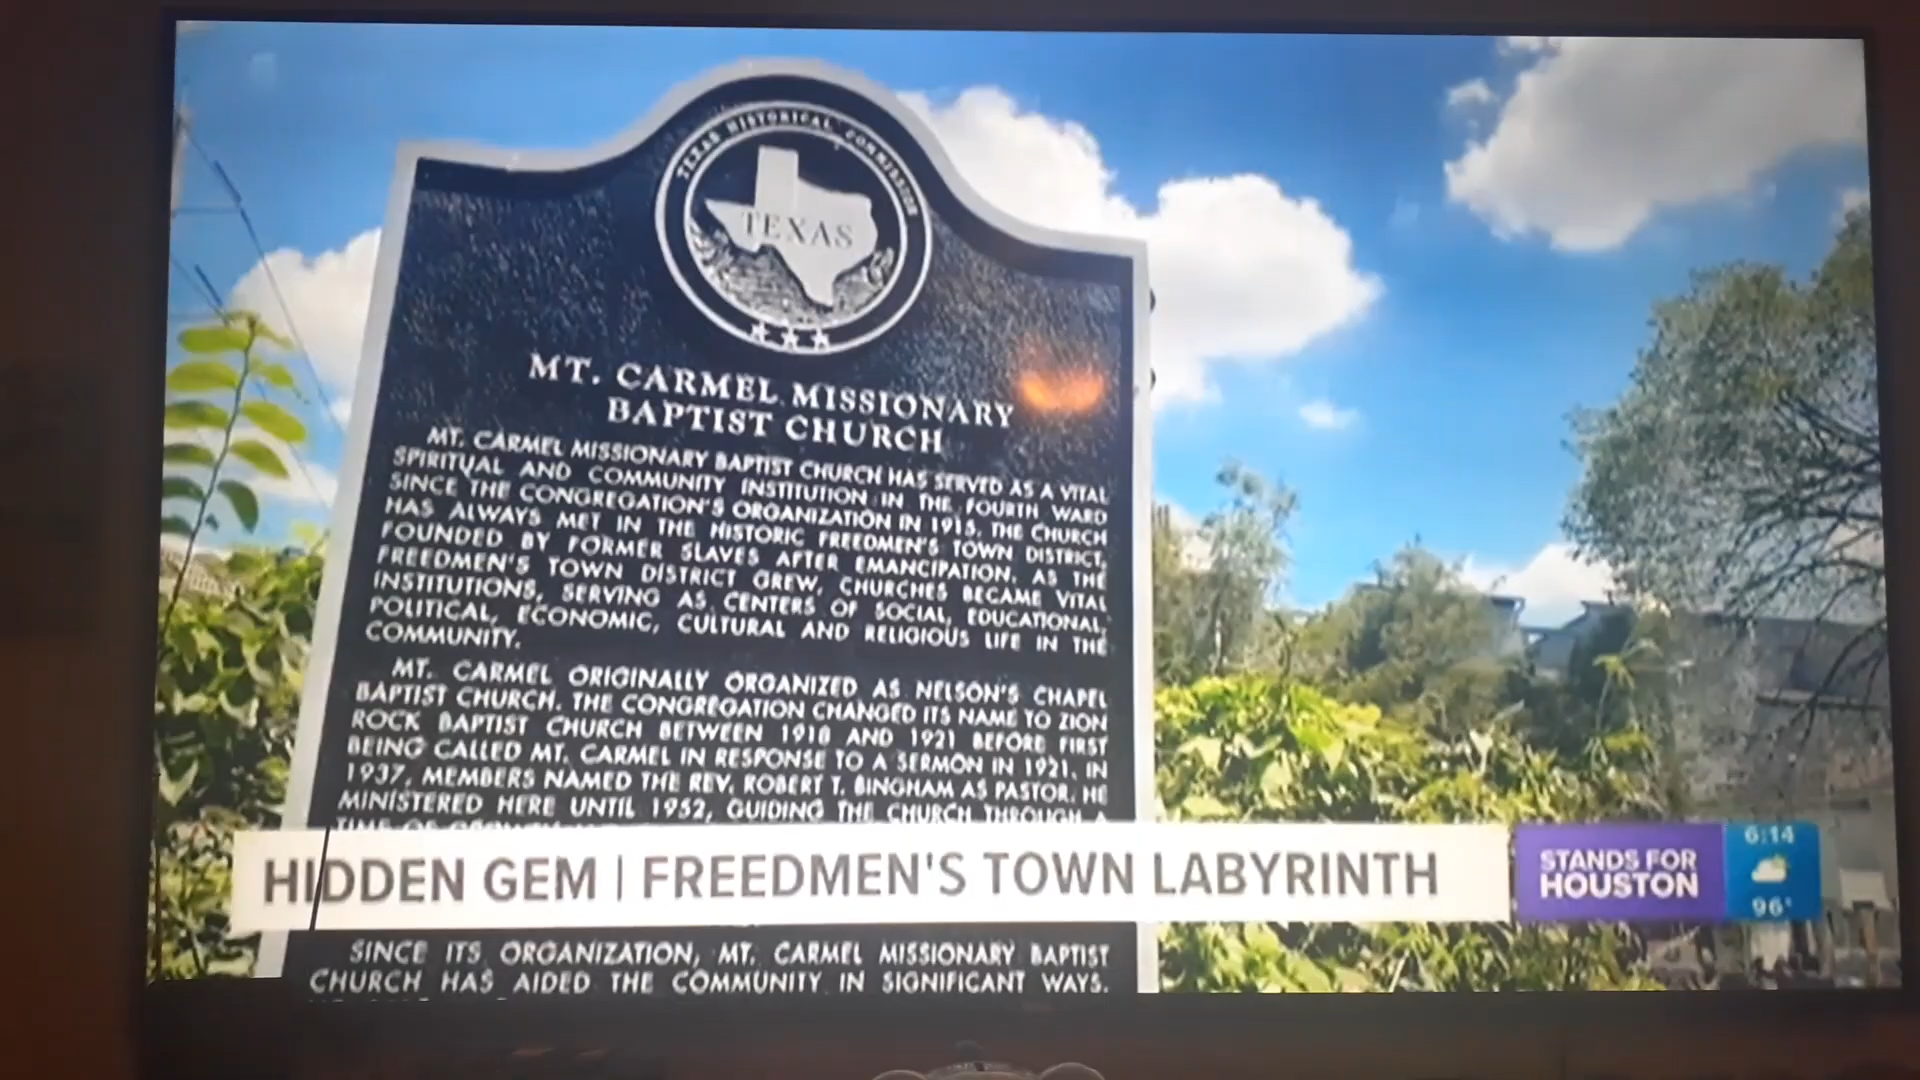 TEXAS HISTORICAL COMMISSION
TEXAS
MT. CARMEL MISSIONARY
BAPTIST CHURCH
MT. CARMEL MISSIONARY BAPTIST CHURCH HAS SERVED AS A VITAL
SPIRITUAL AND COMMUNITY INSTITUTION IN THE FOURTH WARD
SINCE THE CONGREGATION'S ORGANIZATION IN 1915. THE CHURCH
HAS ALWAYS MET IN THE HISTORIC FREEDMEN'S TOWN DISTRICT,
FOUNDED BY FORMER SLAVES AFTER EMANCIPATION. AS THE
FREEDMEN'S TOWN DISTRICT GREW, CHURCHES BECAME VITAL
INSTITUTIONS, SERVING AS CENTERS OF SOCIAL, EDUCATIONAL,
POLITICAL, ECONOMIC, CULTURAL AND RELIGIOUS LIFE IN THE
COMMUNITY.
MT. CARMEL ORIGINALLY ORGANIZED AS NELSON'S CHAPEL
BAPTIST CHURCH. THE CONGREGATION CHANGED ITS NAME TO ZION
ROCK BAPTIST CHURCH BETWEEN 1918 AND 1921 BEFORE FIRST
BEING CALLED MT. CARMEL IN RESPONSE TO A SERMON IN 1921. IN
1937, MEMBERS NAMED THE REV. ROBERT T. BINGHAM AS PASTOR. HE
MINISTERED HERE UNTIL 1952, GUIDING THE CHURCH THROUGH A
TIME OF
HIDDEN GEM | FREEDMEN'S TOWN LABYRINTH
STANDS FOR
HOUSTON
6:14
96°
SINCE ITS ORGANIZATION, MT. CARMEL MISSIONARY BAPTIST
CHURCH HAS AIDED THE COMMUNITY IN SIGNIFICANT WAYS.